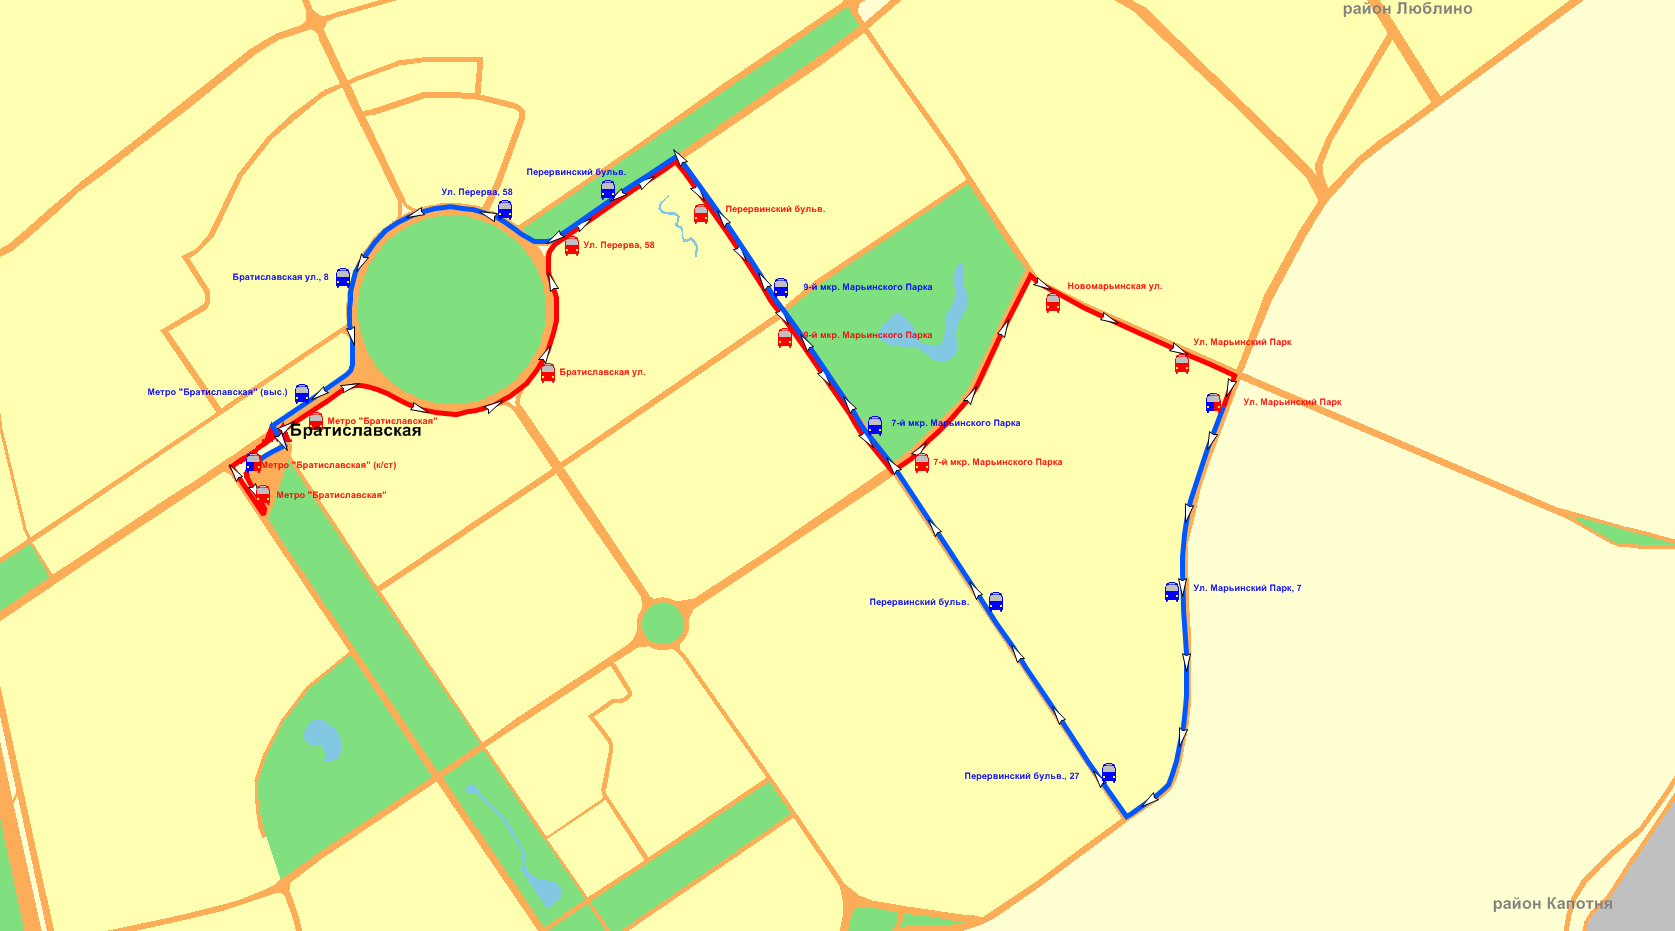 район Люблино
Перервинский бульв.
Ул. Перерва, 58
Перервинский бульв.
Ул. Перерва, 58
Братиславская ул., 8
9-й мкр. Марьинского Парка
Новомарьинская ул.
9-й мкр. Марьинского Парка
Ул. Марьинский Парк
Братиславская ул.
Метро "Братиславская" (выс.)
Ул. Марьинский Парк
Метро "Братиславская"
7-й мкр. Марьинского Парка
Братиславская
7-й мкр. Марьинского Парка
Метро "Братиславская" (к/ст)
Метро "Братиславская"
Ул. Марьинский Парк, 7
Перервинский бульв.
Перервинский бульв., 27
район Капотня